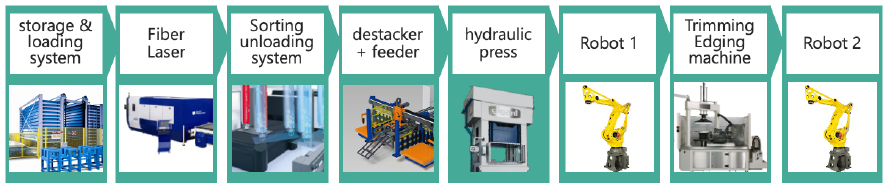 storage &
loading
system
Fiber
Laser
Sorting
unloading
system
destacker
+ feeder
hydraulic
press
Robot 1
Trimming
Edging
machine
Robot 2